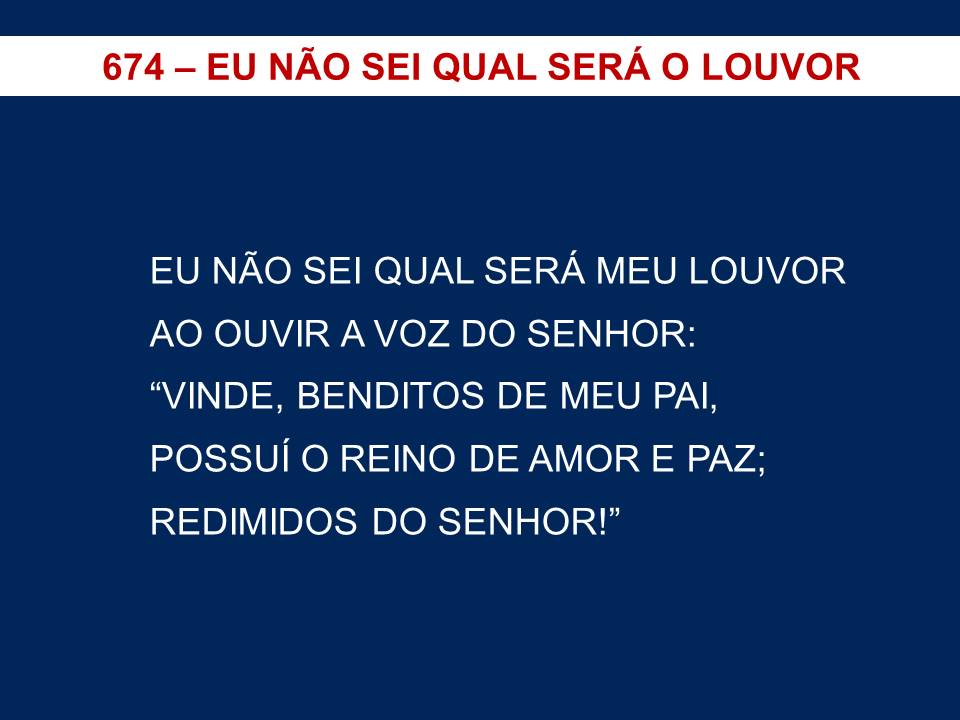 674 – EU NÃO SEI QUAL SERÁ O LOUVOR
EU NÃO SEI QUAL SERÁ MEU LOUVOR
AO OUVIR A VOZ DO SENHOR:
“VINDE, BENDITOS DE MEU PAI,
POSSUÍ O REINO DE AMOR E PAZ;
REDIMIDOS DO SENHOR!”